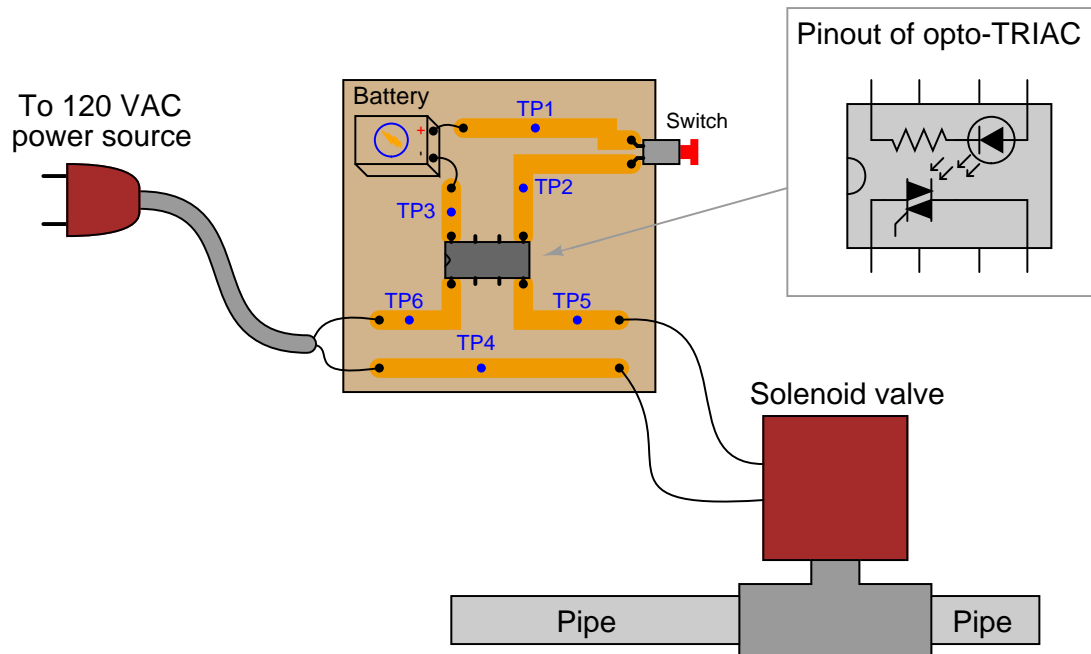 Pinout of opto-TRIAC
To 120 VAC
power source
Battery
+
-
TP1
Switch
TP2
TP3
TP6
TP5
TP4
Solenoid valve
Pipe
Pipe